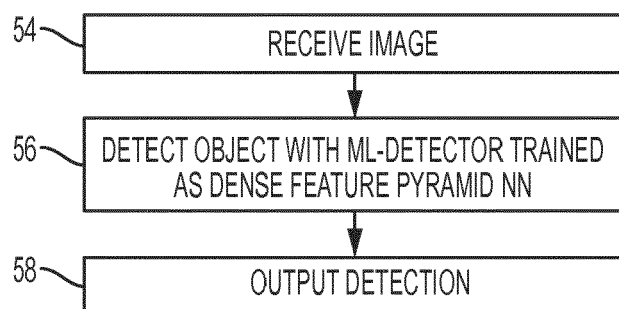 54
RECEIVE IMAGE
56
DETECT OBJECT WITH ML-DETECTOR TRAINED
AS DENSE FEATURE PYRAMID NN
58
OUTPUT DETECTION